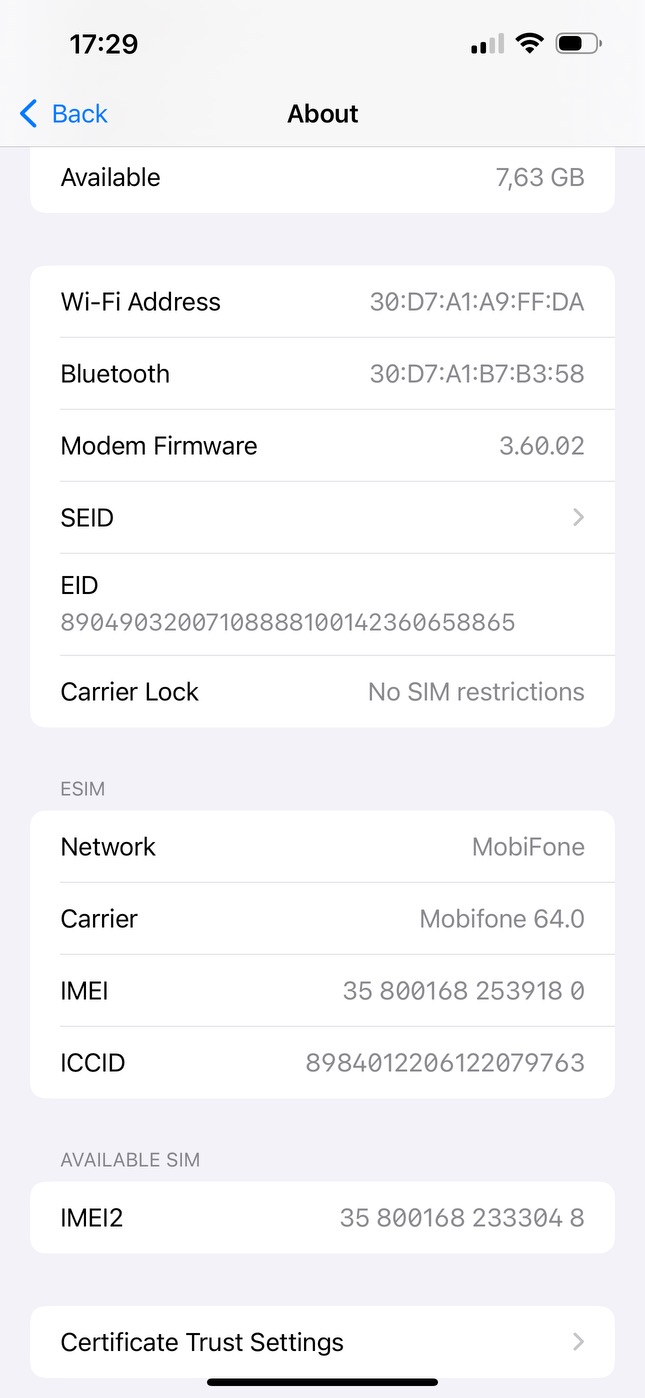 17:29
Back
About
Available 7,63 GB
Wi-Fi Address 30:D7:A1:A9:FF:DA
Bluetooth 30:D7:A1:B7:B3:58
Modem Firmware 3.60.02
SEID
EID
89049032007108888100142360658865
Carrier Lock No SIM restrictions
ESIM
Network MobiFone
Carrier Mobifone 64.0
IMEI 35 800168 253918 0
ICCID 8984012206122079763
AVAILABLE SIM
IMEI2 35 800168 233304 8
Certificate Trust Settings